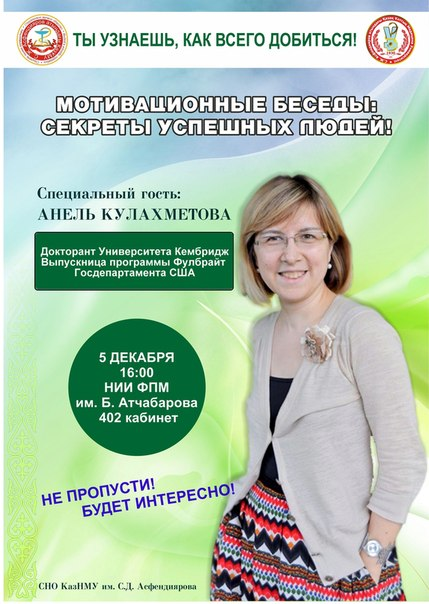 ТЫ УЗНАЕШЬ, КАК ВСЕГО ДОБИТЬСЯ!
МОТИВАЦИОННЫЕ БЕСЕДЫ:
СЕКРЕТЫ УСПЕШНЫХ ЛЮДЕЙ!
Специальный гость:
АНЕЛЬ КУЛАХМЕТОВА
Докторант Университета Кембридж
Выпускница программы Фулбрайт
Госдепартамента США
5 ДЕКАБРЯ
16:00
НИИ ФПМ
им. Б. Атчабарова
402 кабинет
НЕ ПРОПУСТИ!
БУДЕТ ИНТЕРЕСНО!
СНО КазНМУ им. С.Д. Асфендиярова